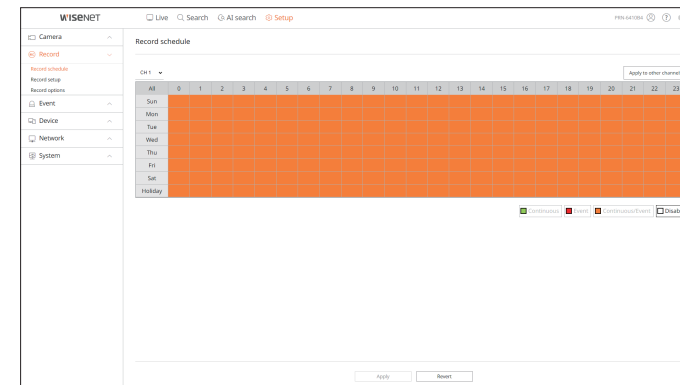 WISENET
Live Search AI search Setup
Camera
Record
Record schedule
Record setup
Record options
Event
Device
Network
System
Record schedule
CH 1
Apply to other channel
All 0 1 2 3 4 5 6 7 8 9 10 11 12 13 14 15 16 17 18 19 20 21 22 23
Sun
Mon
Tue
Wed
Thu
Fri
Sat
Holiday
Continuous Event Continuous/Event Disab
Apply Revert